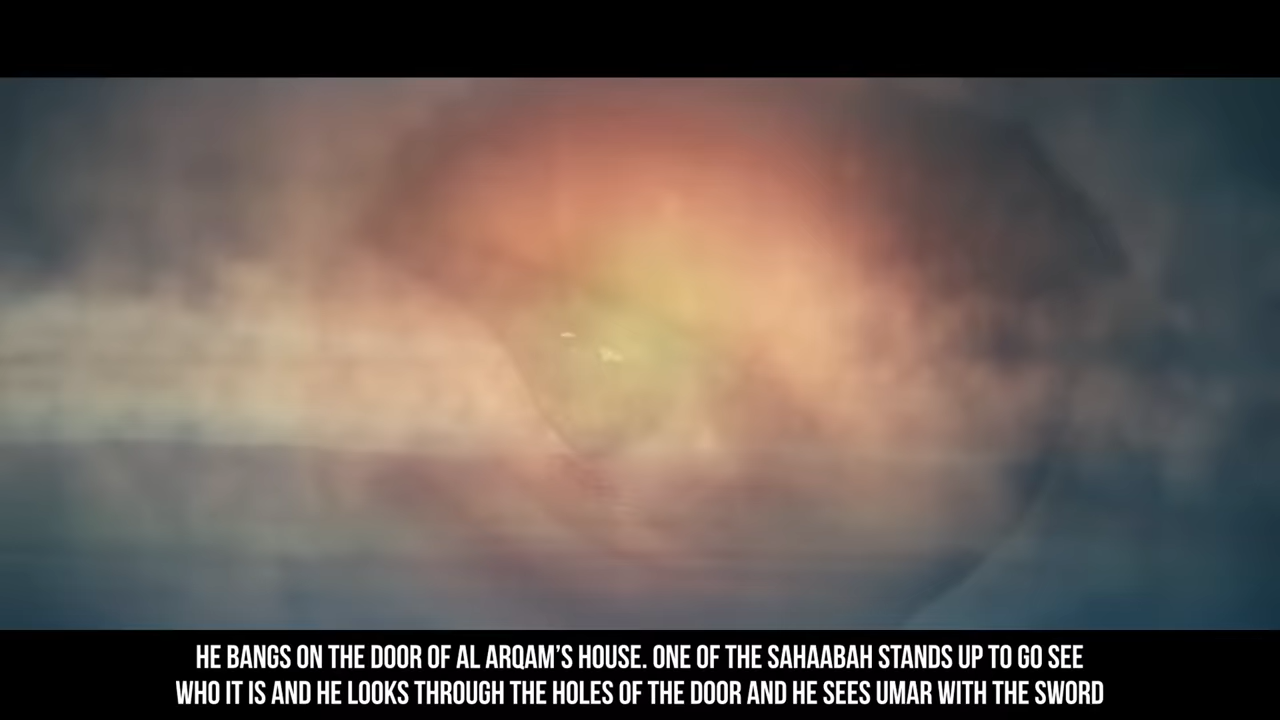 HE BANGS ON THE DOOR OF AL ARQAM'S HOUSE. ONE OF THE SAHAABAH STANDS UP TO GO SEE
WHO IT IS AND HE LOOKS THROUGH THE HOLES OF THE DOOR AND HE SEES UMAR WITH THE SWORD